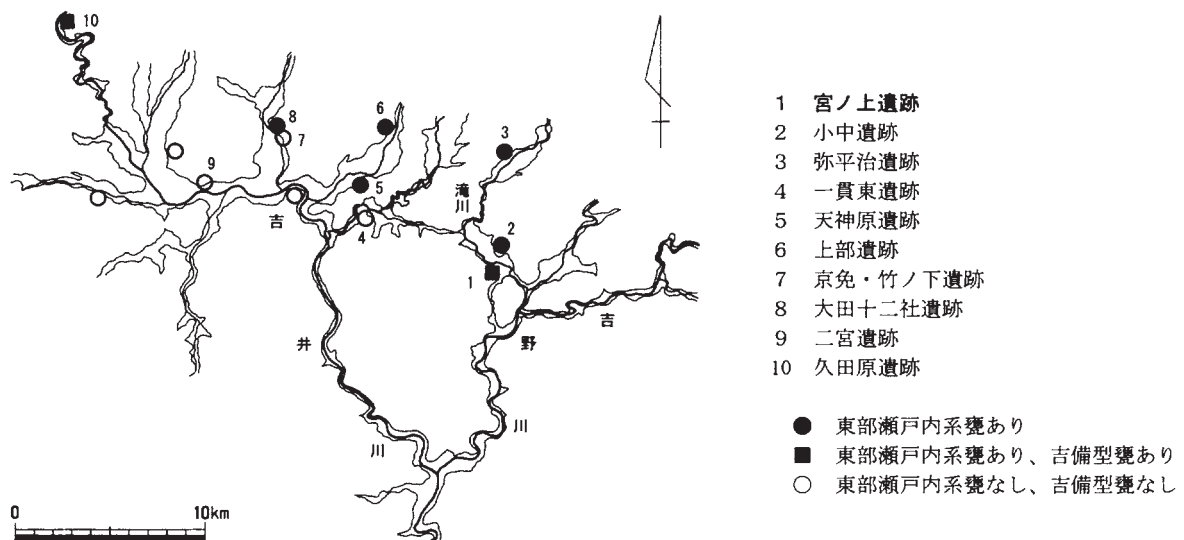 10
8
6
7
3
9
滝川
5
吉
4
2
1
吉
井
野
川
川
0 10km
1 宮ノ上遺跡
2 小中遺跡
3 弥平治遺跡
4 一貫東遺跡
5 天神原遺跡
6 上部遺跡
7 京免・竹ノ下遺跡
8 大田十二社遺跡
9 二宮遺跡
10 久田原遺跡
● 東部瀬戸内系甕あり
■ 東部瀬戸内系甕あり、吉備型甕あり
○ 東部瀬戸内系甕なし、吉備型甕なし